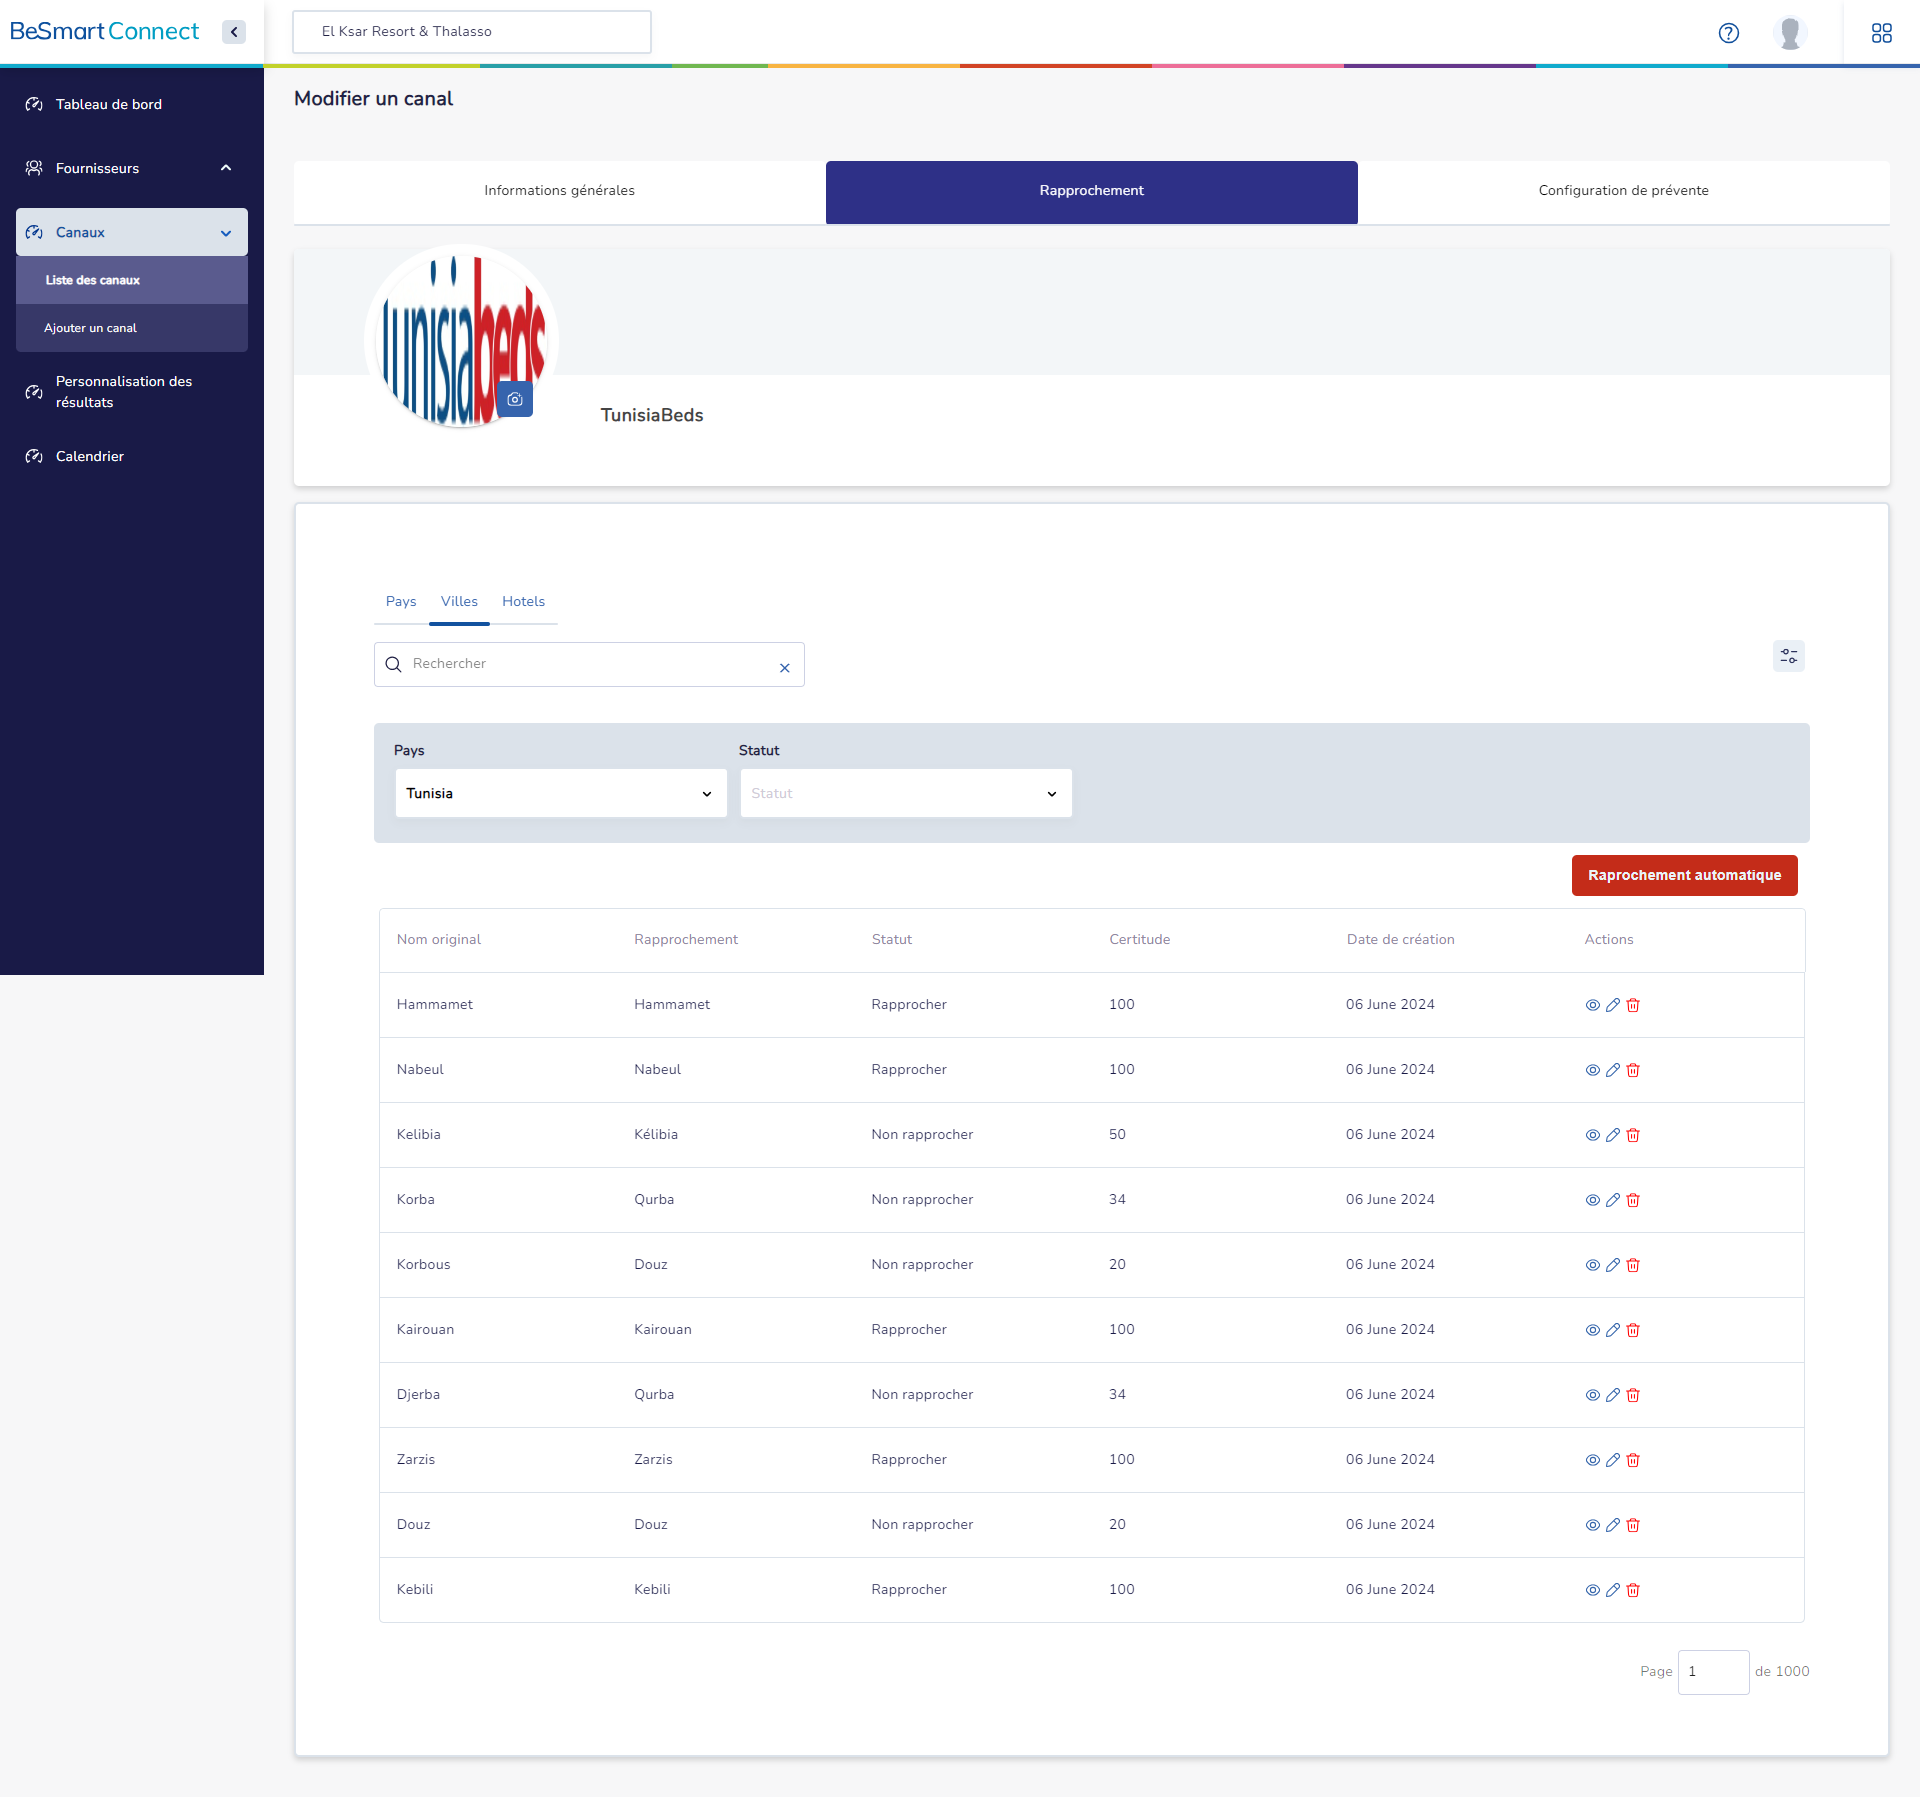 BeSmart Connect
El Ksar Resort & Thalasso
Tableau de bord
Fournisseurs
Canaux
Liste des canaux
Ajouter un canal
Personnalisation des
résultats
Calendrier
Modifier un canal
Informations générales
Rapprochement
Configuration de prévente
tunisiabeds
TunisiaBeds
Pays Villes Hotels
Rechercher
Pays Statut
Tunisia Statut
Raprochement automatique
Nom original Rapprochement Statut Certitude Date de création Actions
Hammamet Hammamet Rapprocher 100 06 June 2024
Nabeul Nabeul Rapprocher 100 06 June 2024
Kelibia Kélibia Non rapprocher 50 06 June 2024
Korba Qurba Non rapprocher 34 06 June 2024
Korbous Douz Non rapprocher 20 06 June 2024
Kairouan Kairouan Rapprocher 100 06 June 2024
Djerba Qurba Non rapprocher 34 06 June 2024
Zarzis Zarzis Rapprocher 100 06 June 2024
Douz Douz Non rapprocher 20 06 June 2024
Kebili Kebili Rapprocher 100 06 June 2024
Page 1 de 1000